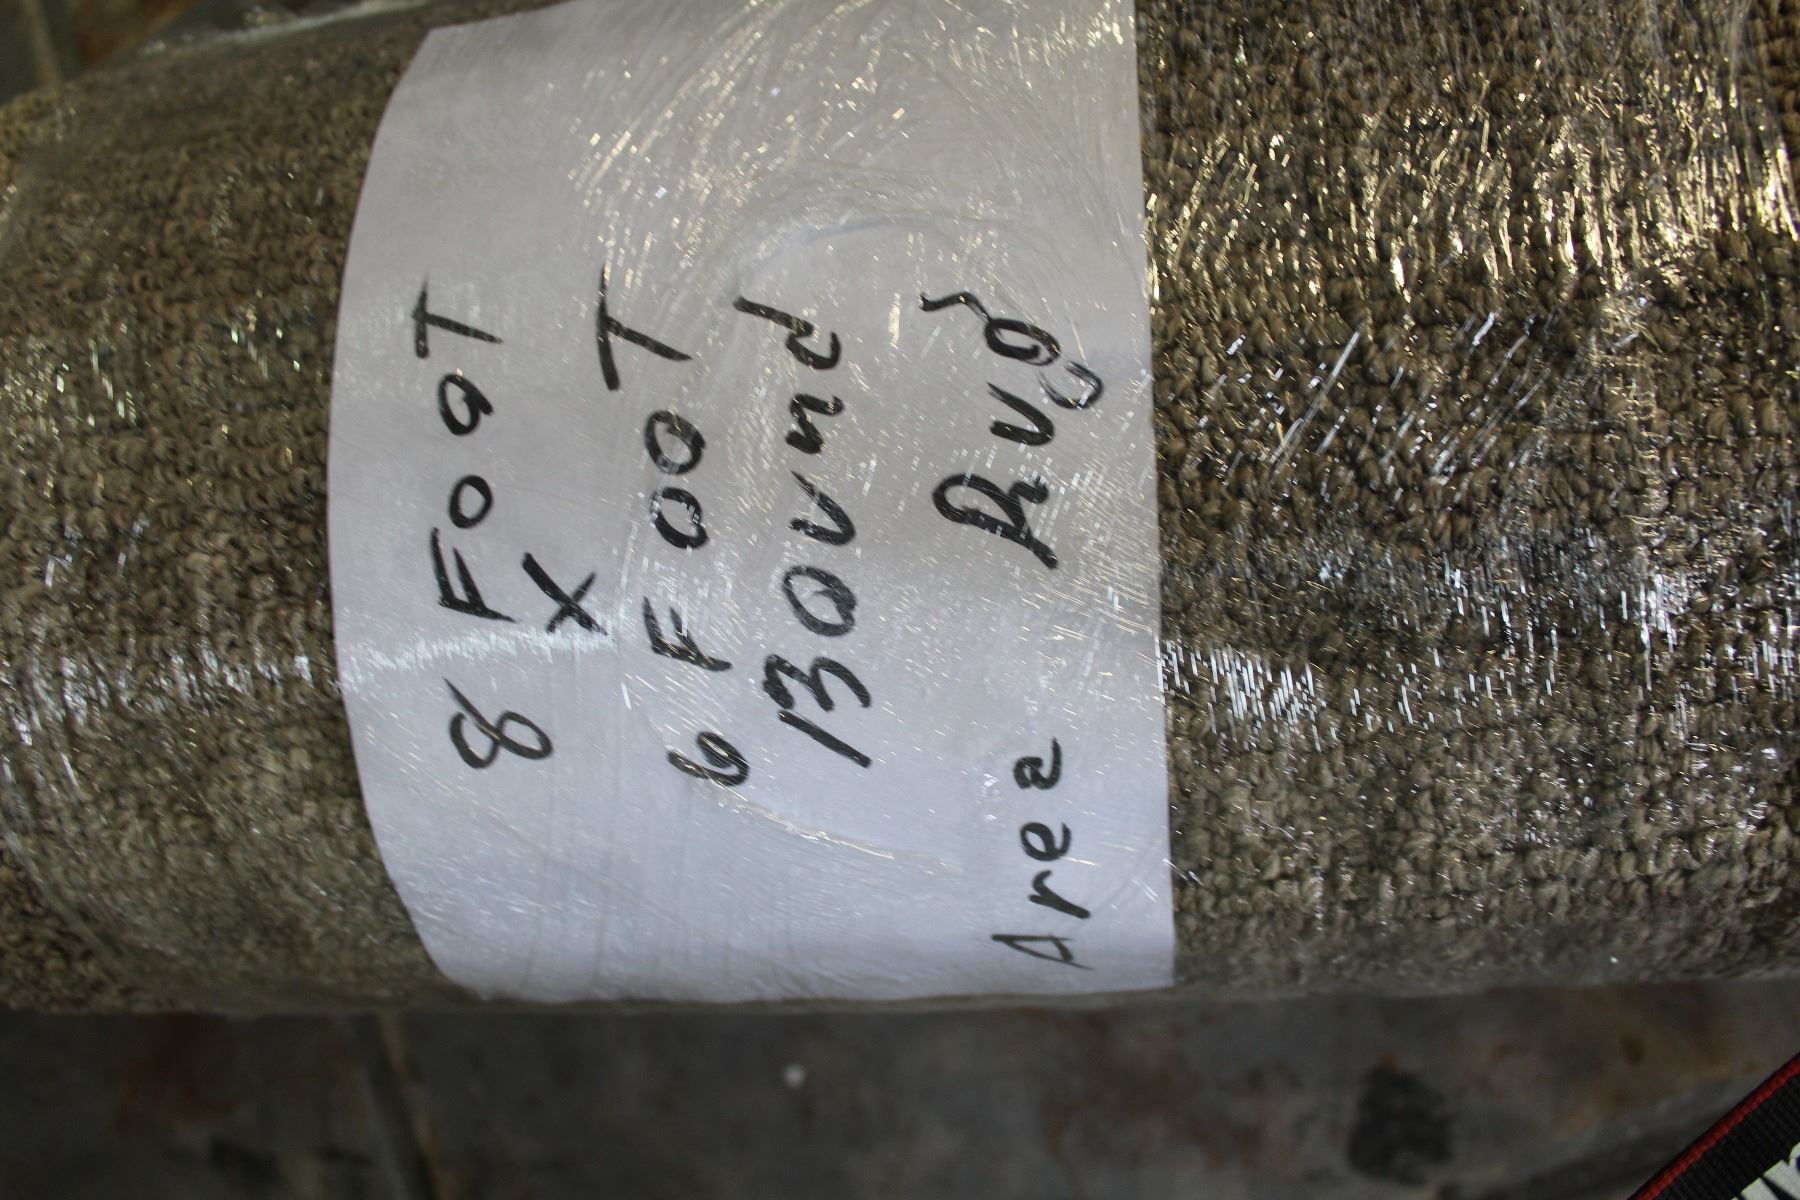 8 FooT
X
6 FOOT
Bound
Area Rug